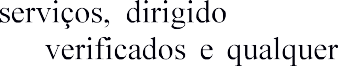 serviços, dirigido
verificados e qualquer